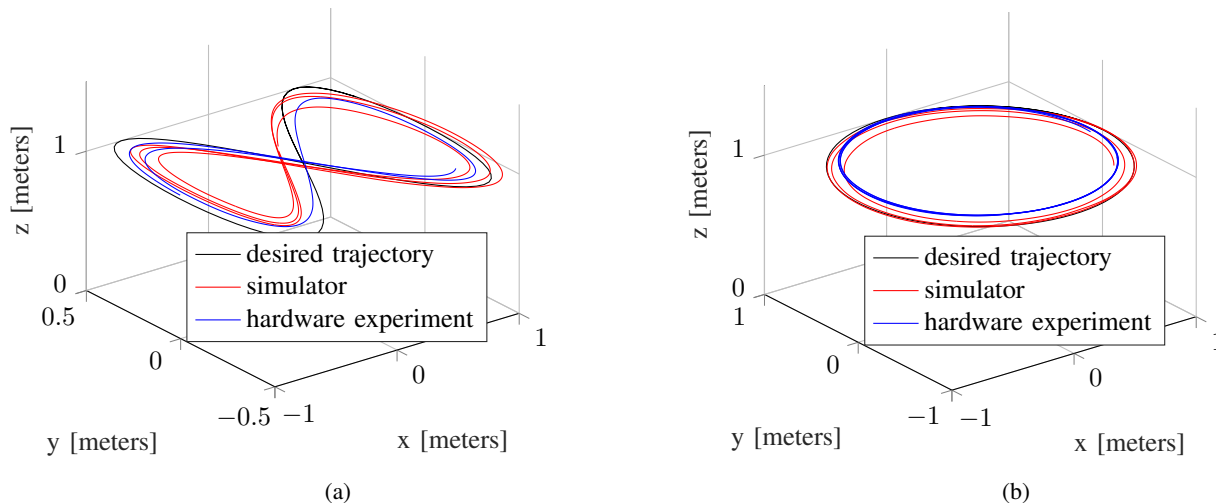 z [meters]
1
0
0.5
0
−0.5
−1
0
1
y [meters]
x [meters]
desired trajectory
simulator
hardware experiment
(a)
z [meters]
1
0
1
0
−1
−1
0
1
y [meters]
x [meters]
desired trajectory
simulator
hardware experiment
(b)